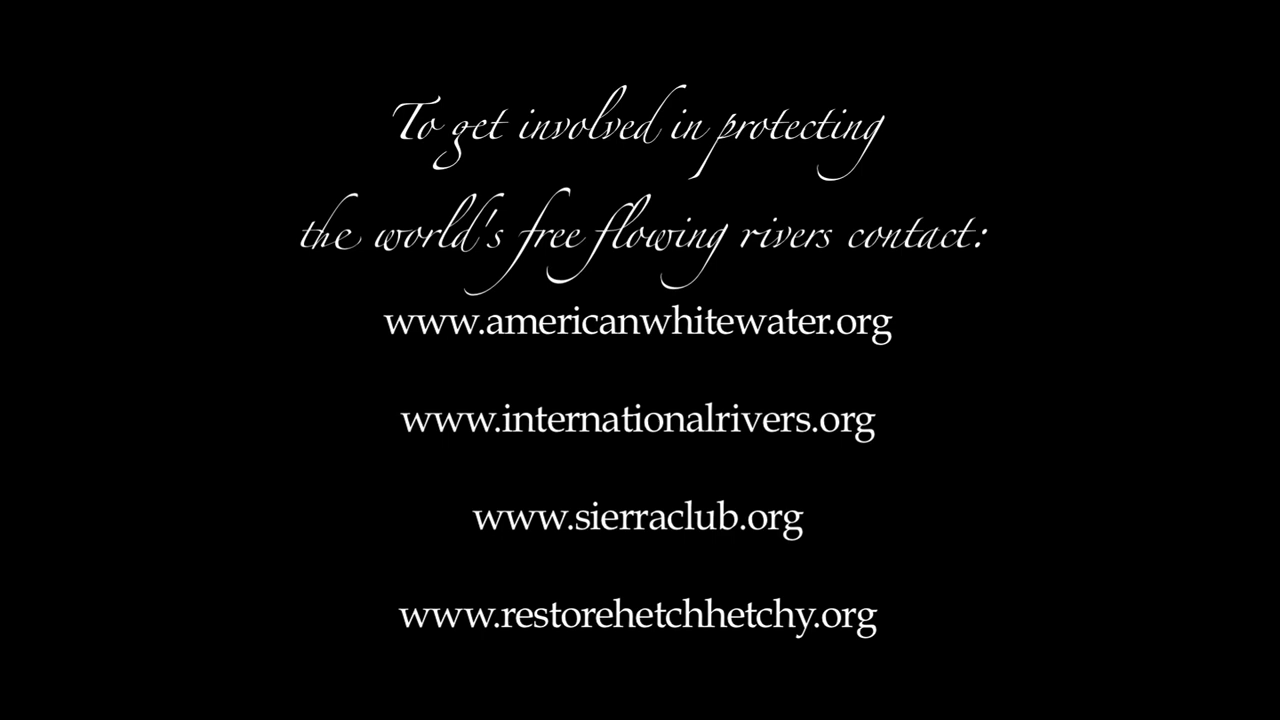 To get involved in protecting
the world's free flowing rivers contact:
www.americanwhitewater.org
www.internationalrivers.org
www.sierraclub.org
www.restorehetchhetchy.org